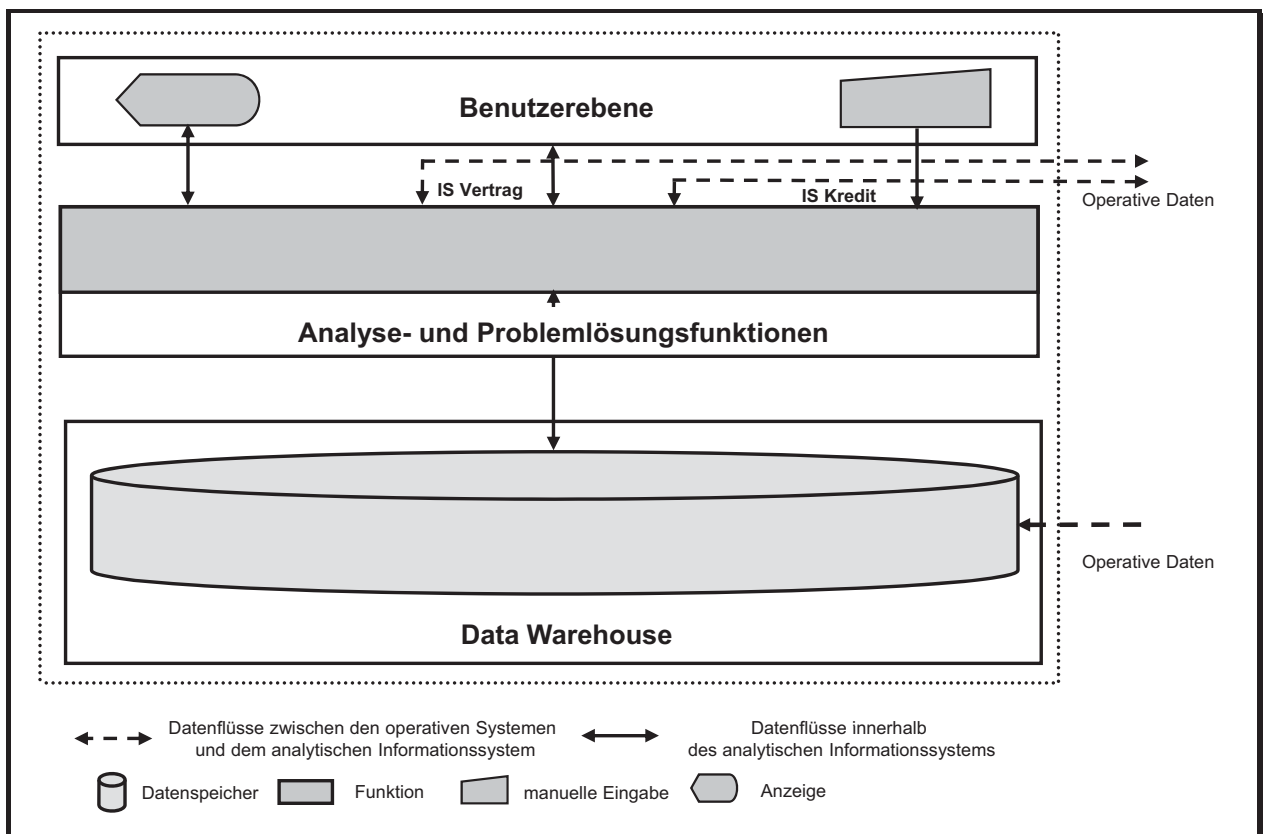 Benutzerebene
IS Vertrag
IS Kredit
Operative Daten
Analyse- und Problemlösungsfunktionen
Operative Daten
Data Warehouse
Datenflüsse zwischen den operativen Systemen
und dem analytischen Informationssystem
Datenflüsse innerhalb
des analytischen Informationssystems
Datenspeicher
Funktion
manuelle Eingabe
Anzeige